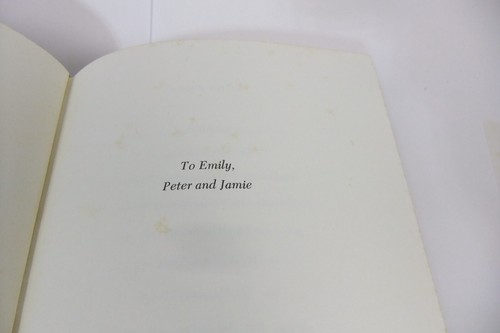 To Emily,
Peter and Jamie